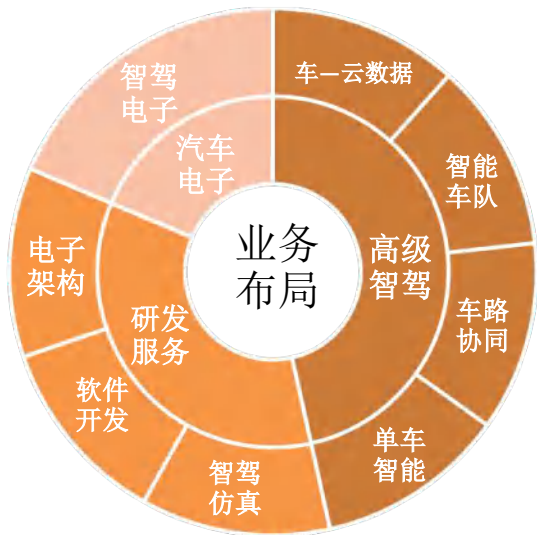 业务
布局
高级
智驾
车—云数据
智能
车队
车路
协同
单车
智能
研发
服务
智驾
仿真
软件
开发
电子
架构
汽车
电子
智驾
电子